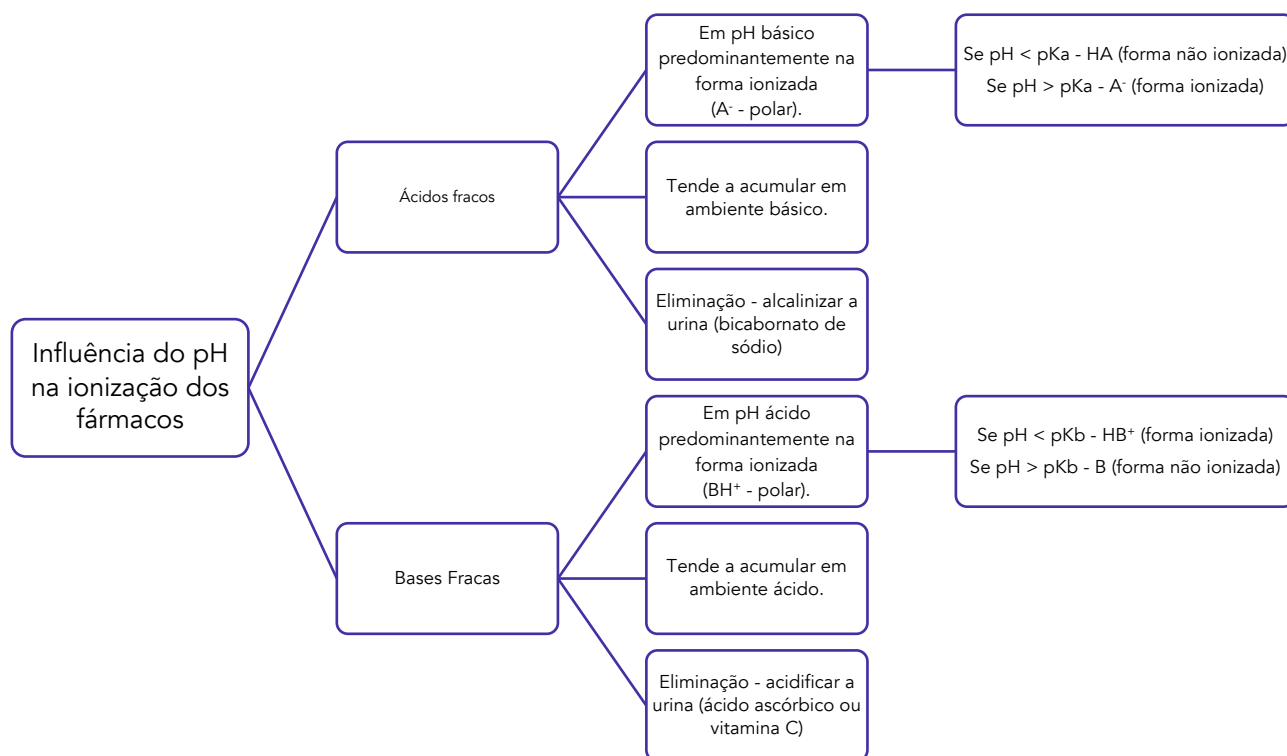 Influência do pH
na ionização dos
fármacos
Ácidos fracos
Em pH básico
predominantemente na
forma ionizada
(A⁻ - polar).
Se pH < pKa - HA (forma não ionizada)
Se pH > pKa - A⁻ (forma ionizada)
Tende a acumular em
ambiente básico.
Eliminação - alcalinizar a
urina (bicabornato de
sódio)
Bases Fracas
Em pH ácido
predominantemente na
forma ionizada
(BH⁺ - polar).
Se pH < pKb - HB⁺ (forma ionizada)
Se pH > pKb - B (forma não ionizada)
Tende a acumular em
ambiente ácido.
Eliminação - acidificar a
urina (ácido ascórbico ou
vitamina C)